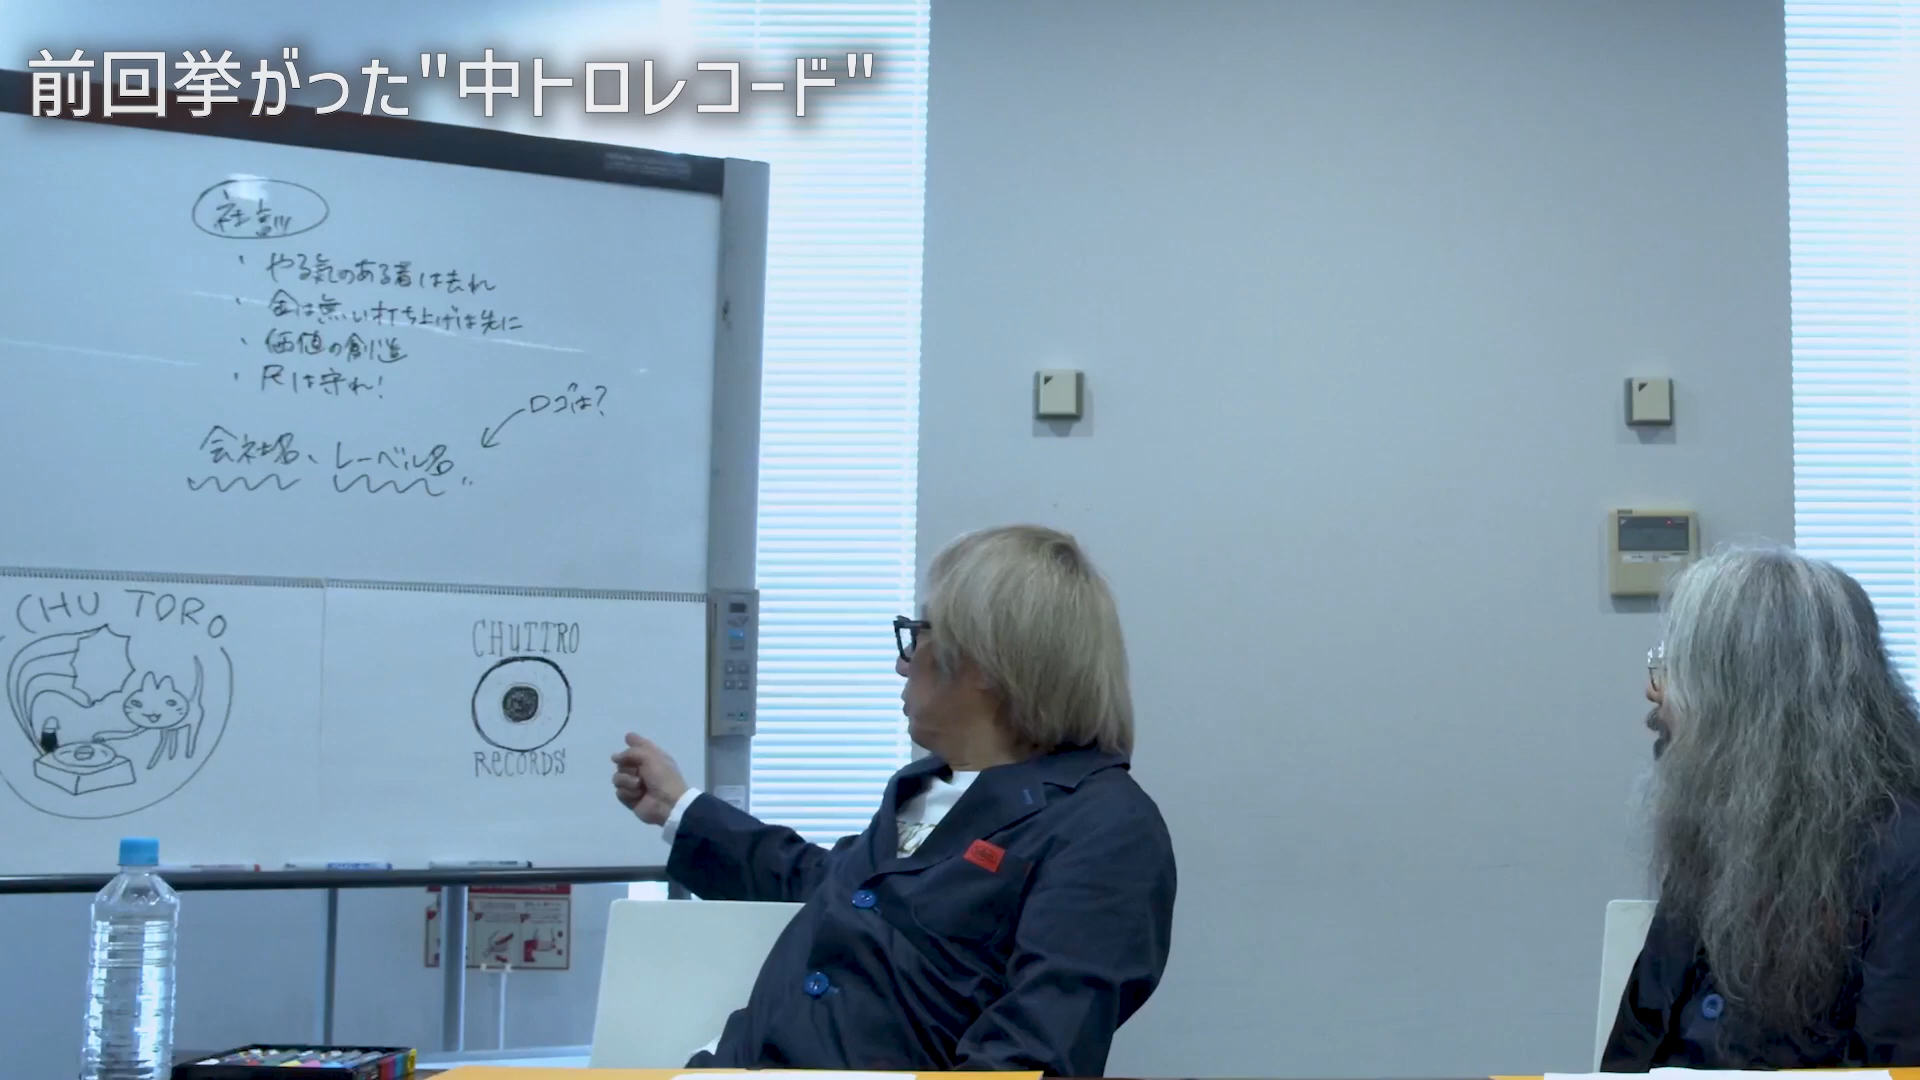 前回挙がった"中トロレコード"
社訓
・やる気のある者は去れ
・金は無い打ち上げは先に
・価値の創造
・尺は守れ!
ロゴは?
会社名、レーベル名
CHU TORO
CHUTTRO
RECORDS